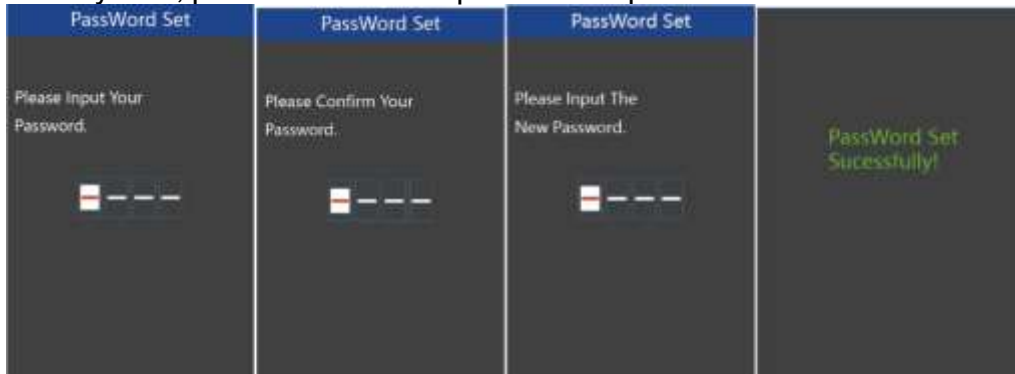 PassWord Set
Please Input Your
Password.
PassWord Set
Please Confirm Your
Password.
PassWord Set
Please Input The
New Password.
PassWord Set
Sucessfully!